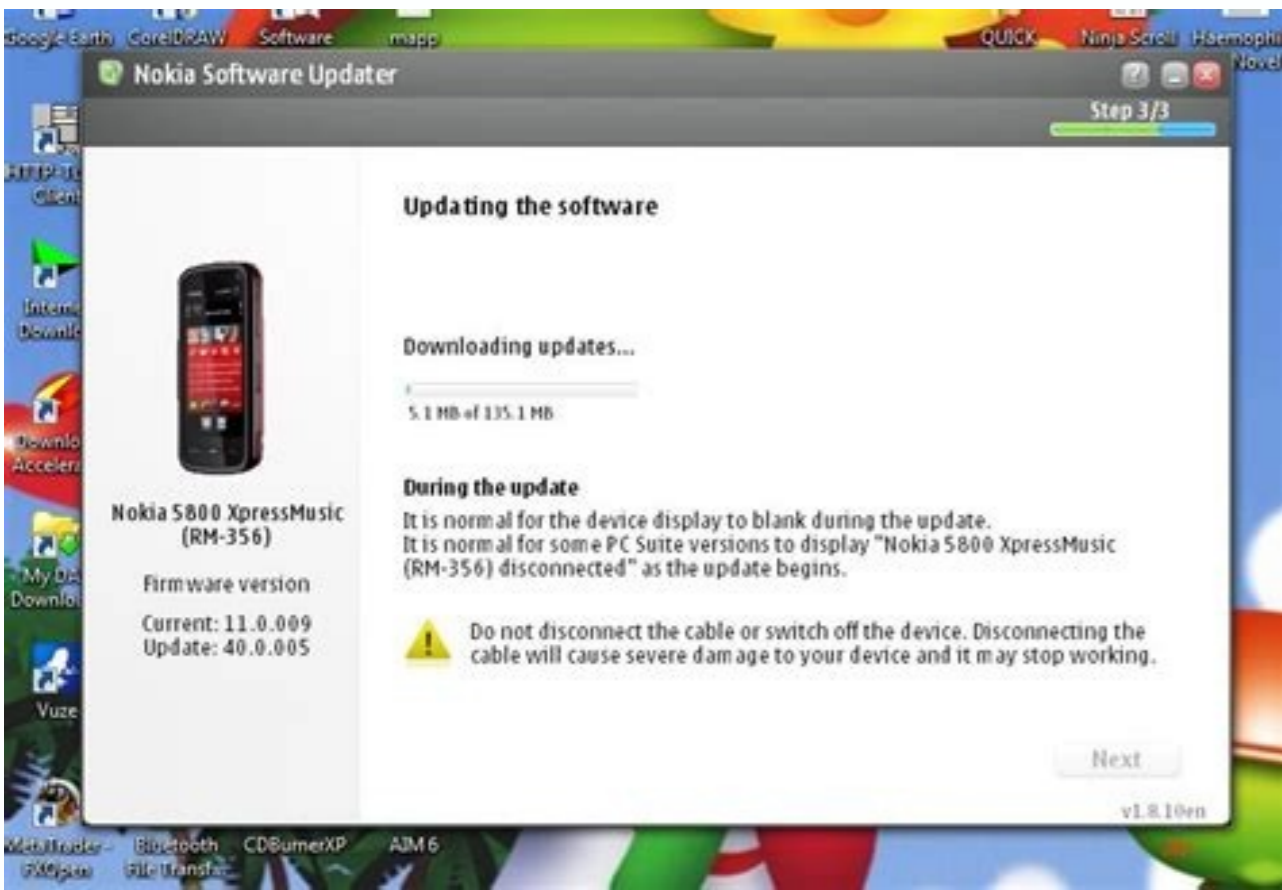 Google Earth CorelDRAW Software mapp QUICK Ninja Scroll
Novel
Nokia Software Updater
Step 3/3
Client
Updating the software
Downloading updates...
5.1 MB of 135.1 MB
During the update
It is normal for the device display to blank during the update.
It is normal for some PC Suite versions to display "Nokia 5800 XpressMusic
(RM-356) disconnected" as the update begins.
Do not disconnect the cable or switch off the device. Disconnecting the
cable will cause severe damage to your device and it may stop working.
Nokia 5800 XpressMusic
(RM-356)
Firmware version
Current: 11.0.009
Update: 40.0.005
Vuze
Next
v1.8.10en
Bluetooth CDBurnerXP AIM 6